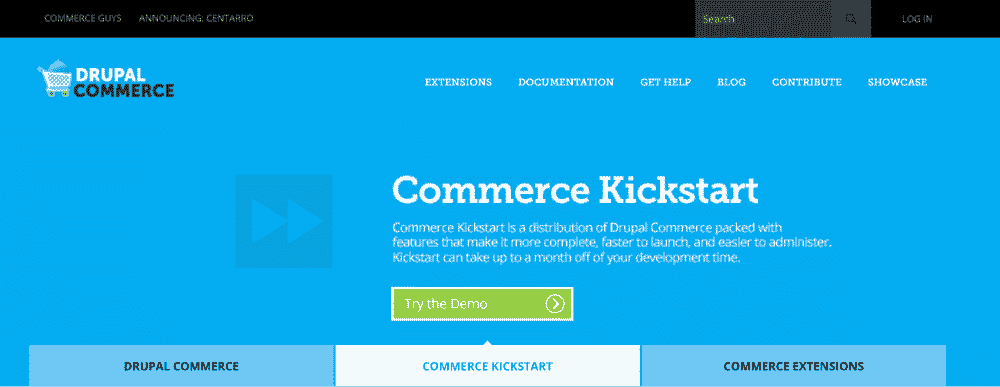 COMMERCE GUYS ANNOUNCING: CENTARRO Search LOG IN
DRUPAL
COMMERCE
EXTENSIONS DOCUMENTATION GET HELP BLOG CONTRIBUTE SHOWCASE
Commerce Kickstart
Commerce Kickstart is a distribution of Drupal Commerce packed with
features that make it more complete, faster to launch, and easier to administer.
Kickstart can take up to a month off of your development time.
Try the Demo
DRUPAL COMMERCE COMMERCE KICKSTART COMMERCE EXTENSIONS